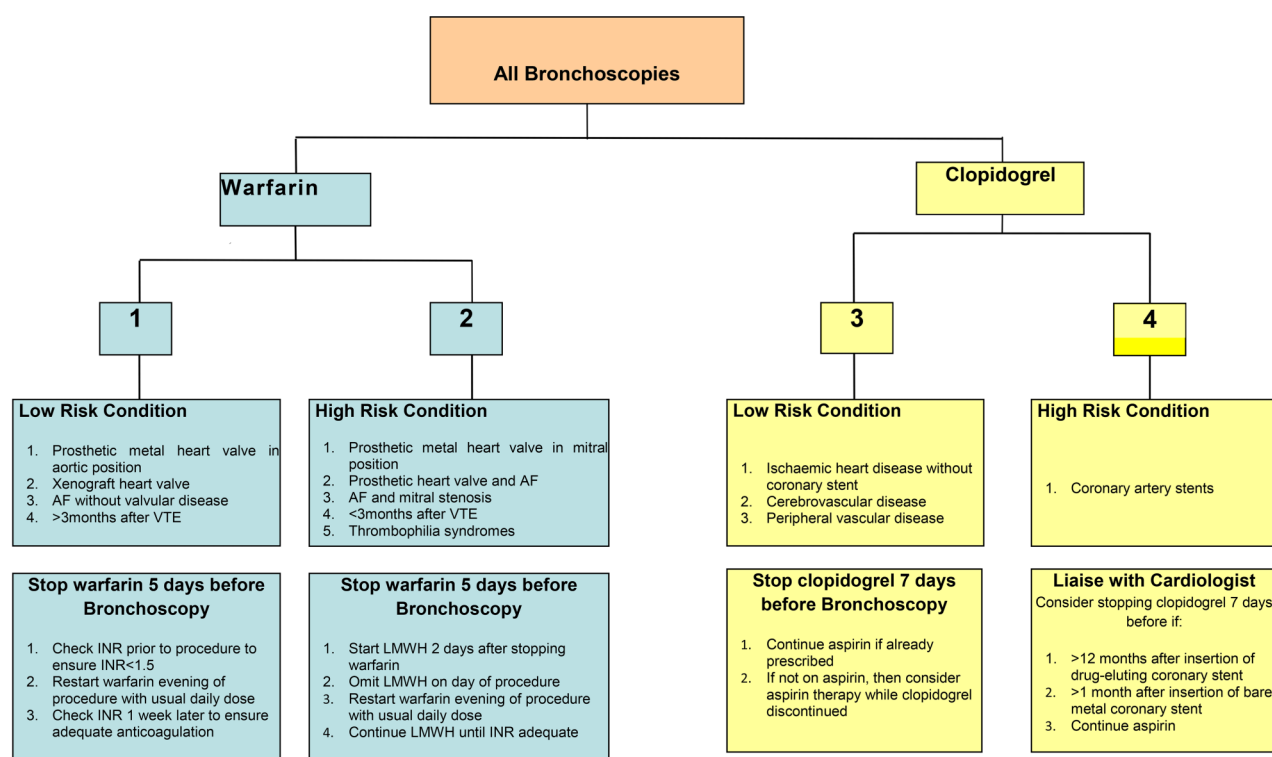 All Bronchoscopies
Warfarin
Clopidogrel
1
2
3
4
Low Risk Condition
1. Prosthetic metal heart valve in
aortic position
2. Xenograft heart valve
3. AF without valvular disease
4. >3months after VTE
High Risk Condition
1. Prosthetic metal heart valve in mitral
position
2. Prosthetic heart valve and AF
3. AF and mitral stenosis
4. <3months after VTE
5. Thrombophilia syndromes
Low Risk Condition
1. Ischaemic heart disease without
coronary stent
2. Cerebrovascular disease
3. Peripheral vascular disease
High Risk Condition
1. Coronary artery stents
Stop warfarin 5 days before
Bronchoscopy
1. Check INR prior to procedure to
ensure INR<1.5
2. Restart warfarin evening of
procedure with usual daily dose
3. Check INR 1 week later to ensure
adequate anticoagulation
Stop warfarin 5 days before
Bronchoscopy
1. Start LMWH 2 days after stopping
warfarin
2. Omit LMWH on day of procedure
3. Restart warfarin evening of procedure
with usual daily dose
4. Continue LMWH until INR adequate
Stop clopidogrel 7 days
before Bronchoscopy
1. Continue aspirin if already
prescribed
2. If not on aspirin, then consider
aspirin therapy while clopidogrel
discontinued
Liaise with Cardiologist
Consider stopping clopidogrel 7 days
before if:
1. >12 months after insertion of
drug-eluting coronary stent
2. >1 month after insertion of bare
metal coronary stent
3. Continue aspirin